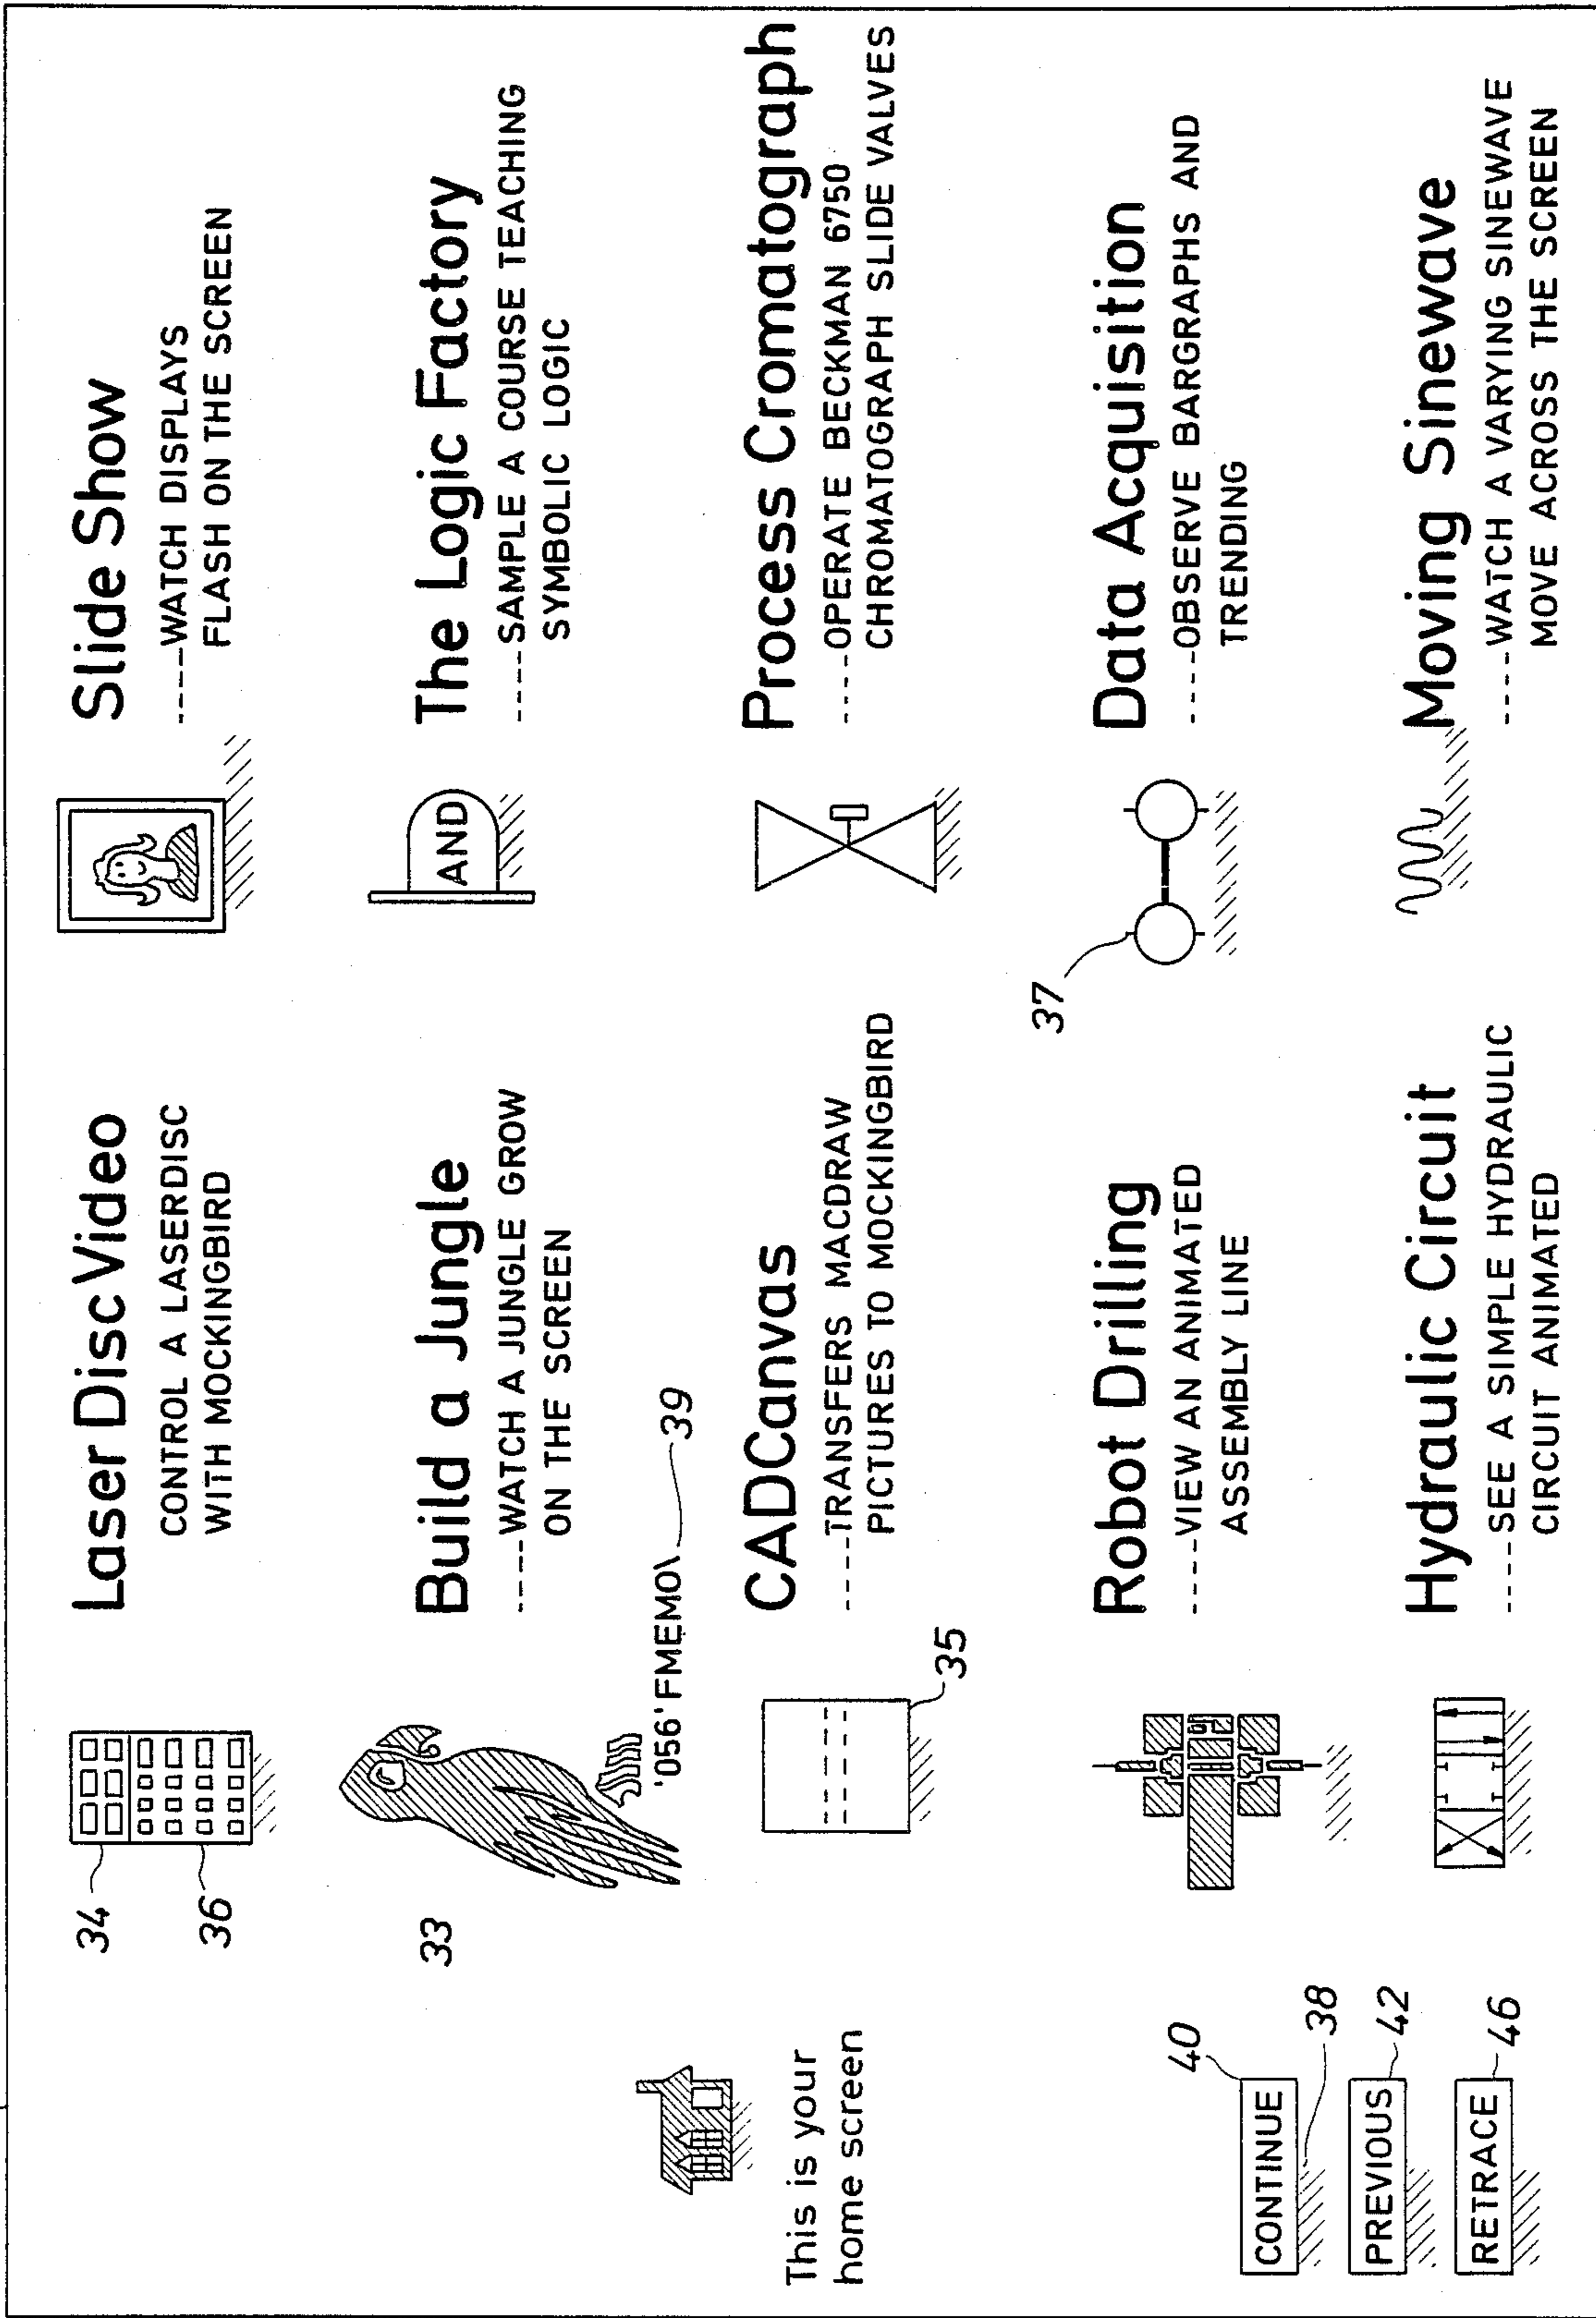 This is your
home screen
40
CONTINUE
38
PREVIOUS
42
RETRACE
46
34
36
Laser Disc Video
CONTROL A LASERDISC
WITH MOCKINGBIRD
33
Build a Jungle
----WATCH A JUNGLE GROW
ON THE SCREEN
'056' FMEMO\
39
CADCanvas
-----TRANSFERS MACDRAW
PICTURES TO MOCKINGBIRD
35
Robot Drilling
----VIEW AN ANIMATED
ASSEMBLY LINE
Hydraulic Circuit
----SEE A SIMPLE HYDRAULIC
CIRCUIT ANIMATED
Slide Show
-----WATCH DISPLAYS
FLASH ON THE SCREEN
AND
The Logic Factory
-----SAMPLE A COURSE TEACHING
SYMBOLIC LOGIC
Process Cromatograph
----OPERATE BECKMAN 6750
CHROMATOGRAPH SLIDE VALVES
37
Data Acquisition
----OBSERVE BARGRAPHS AND
TRENDING
Moving Sinewave
----WATCH A VARYING SINEWAVE
MOVE ACROSS THE SCREEN